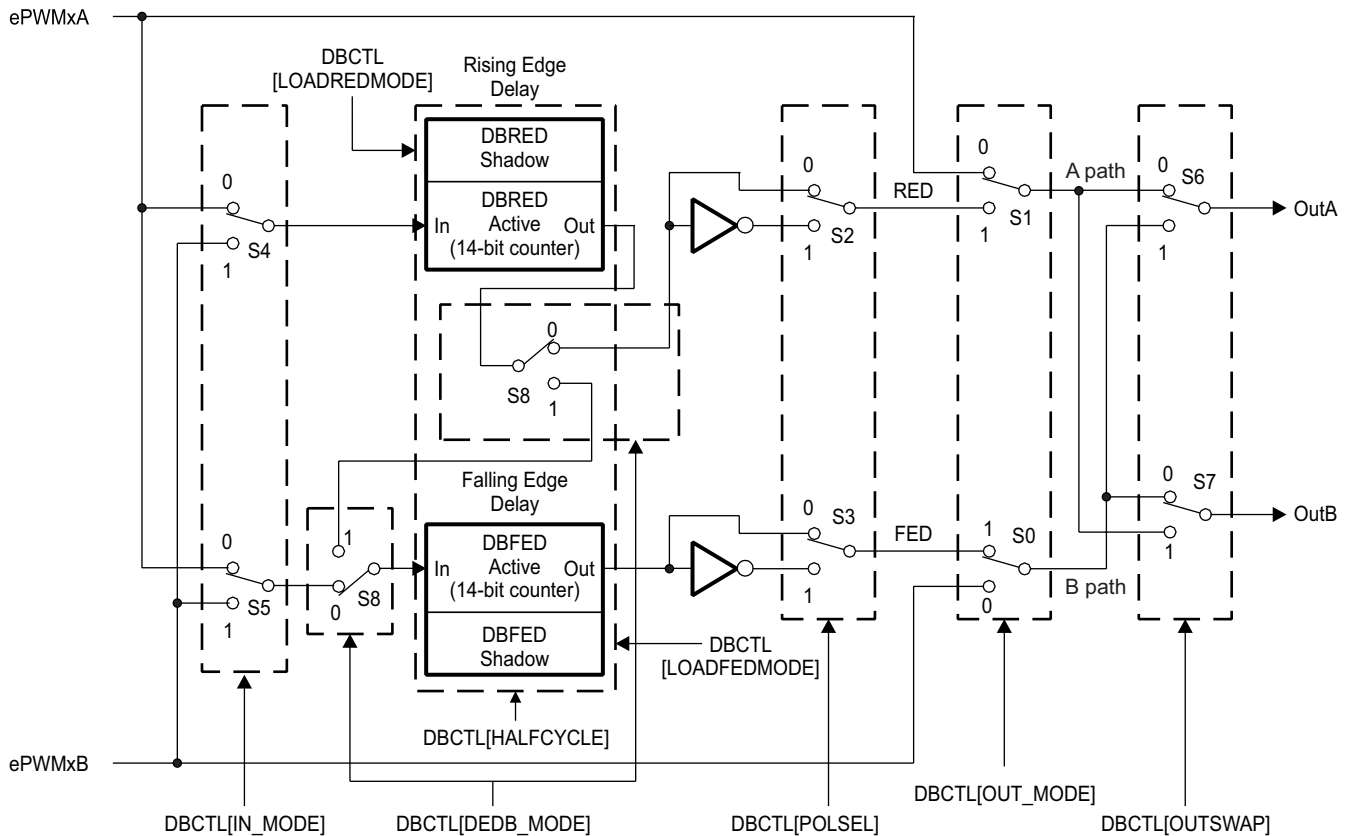 ePWMxA
DBCTL
[LOADREDMODE]
Rising Edge
Delay
DBRED
Shadow
DBRED
In Active Out
(14-bit counter)
0
S4
1
0
S2
1
RED
0
S1
1
A path
0
S6
1
OutA
0
S8
1
Falling Edge
Delay
0
S5
1
1
S8
0
DBFED
In Active Out
(14-bit counter)
DBFED
Shadow
0
S3
1
FED
1
S0
0
B path
0
S7
1
OutB
DBCTL
[LOADFEDMODE]
DBCTL[HALFCYCLE]
ePWMxB
DBCTL[IN_MODE]
DBCTL[DEDB_MODE]
DBCTL[POLSEL]
DBCTL[OUT_MODE]
DBCTL[OUTSWAP]